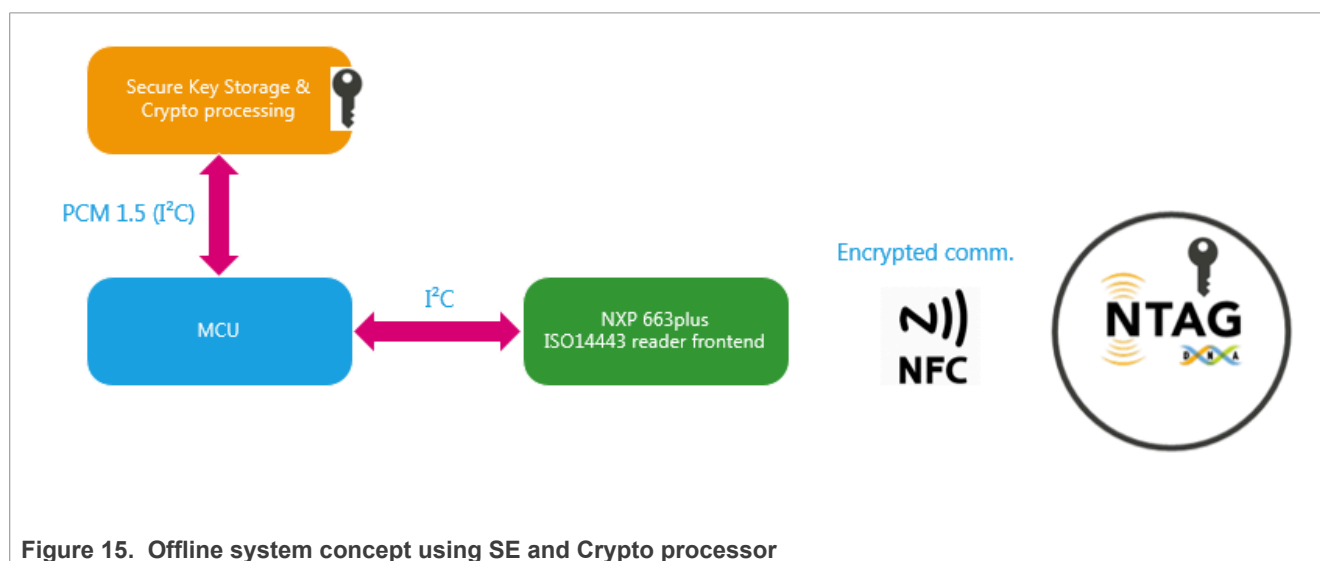 Secure Key Storage &
Crypto processing
PCM 1.5 (I²C)
MCU
I²C
NXP 663plus
ISO14443 reader frontend
Encrypted comm.
NFC
NTAG
DNA
Figure 15. Offline system concept using SE and Crypto processor